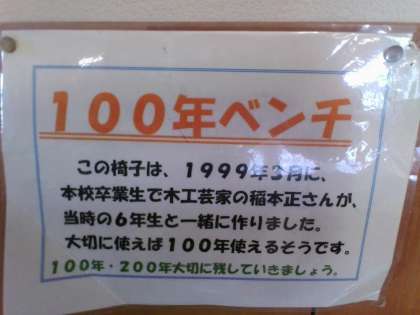 １００年ベンチ
この椅子は、１９９９年３月に、
本校卒業生で木工芸家の稲本正さんが、
当時の６年生と一緒に作りました。
大切に使えば１００年使えるそうです。
１００年・２００年大切に残していきましょう。